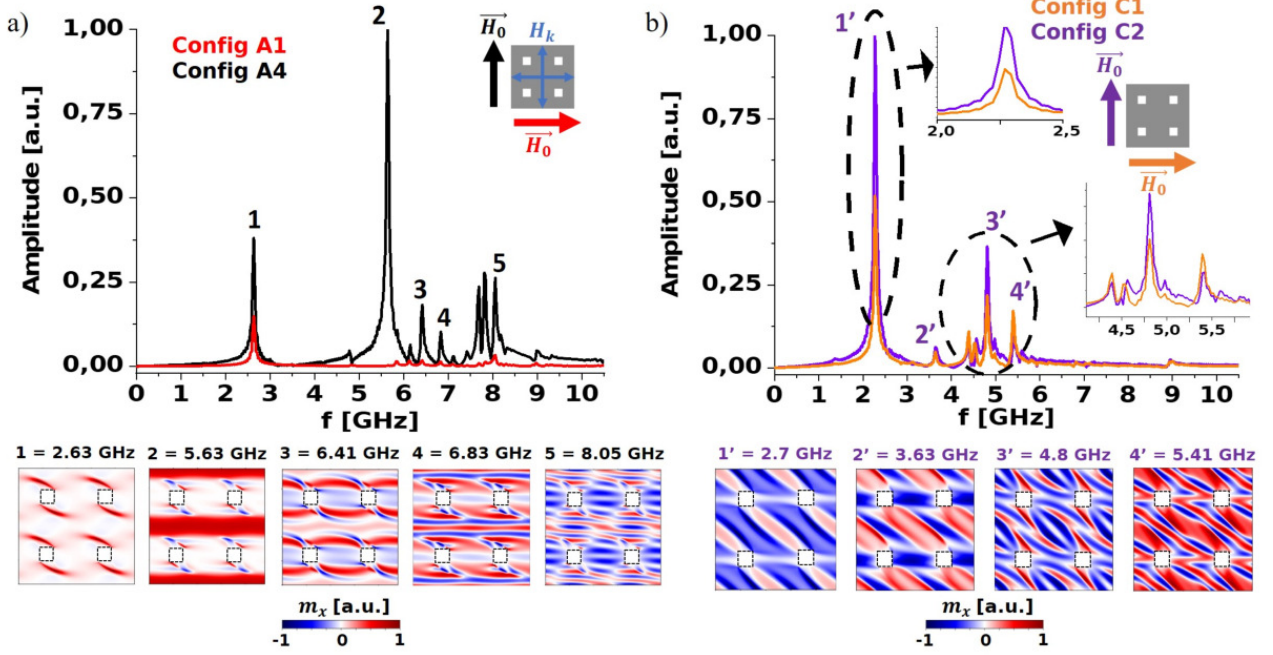 a)
Config A1
Config A4
Amplitude [a.u.]
1,00
0,75
0,50
0,25
0,00
0 1 2 3 4 5 6 7 8 9 10
f [GHz]
1
2
3
4
5
H₀
H_k
H₀
1 = 2.63 GHz 2 = 5.63 GHz 3 = 6.41 GHz 4 = 6.83 GHz 5 = 8.05 GHz
m_x [a.u.]
-1 0 1
b)
Config C1
Config C2
Amplitude [a.u.]
1,00
0,75
0,50
0,25
0,00
0 1 2 3 4 5 6 7 8 9 10
f [GHz]
1'
2'
3'
4'
2,0 2,5
H₀
H₀
4,5 5,0 5,5
1' = 2.7 GHz 2' = 3.63 GHz 3' = 4.8 GHz 4' = 5.41 GHz
m_x [a.u.]
-1 0 1